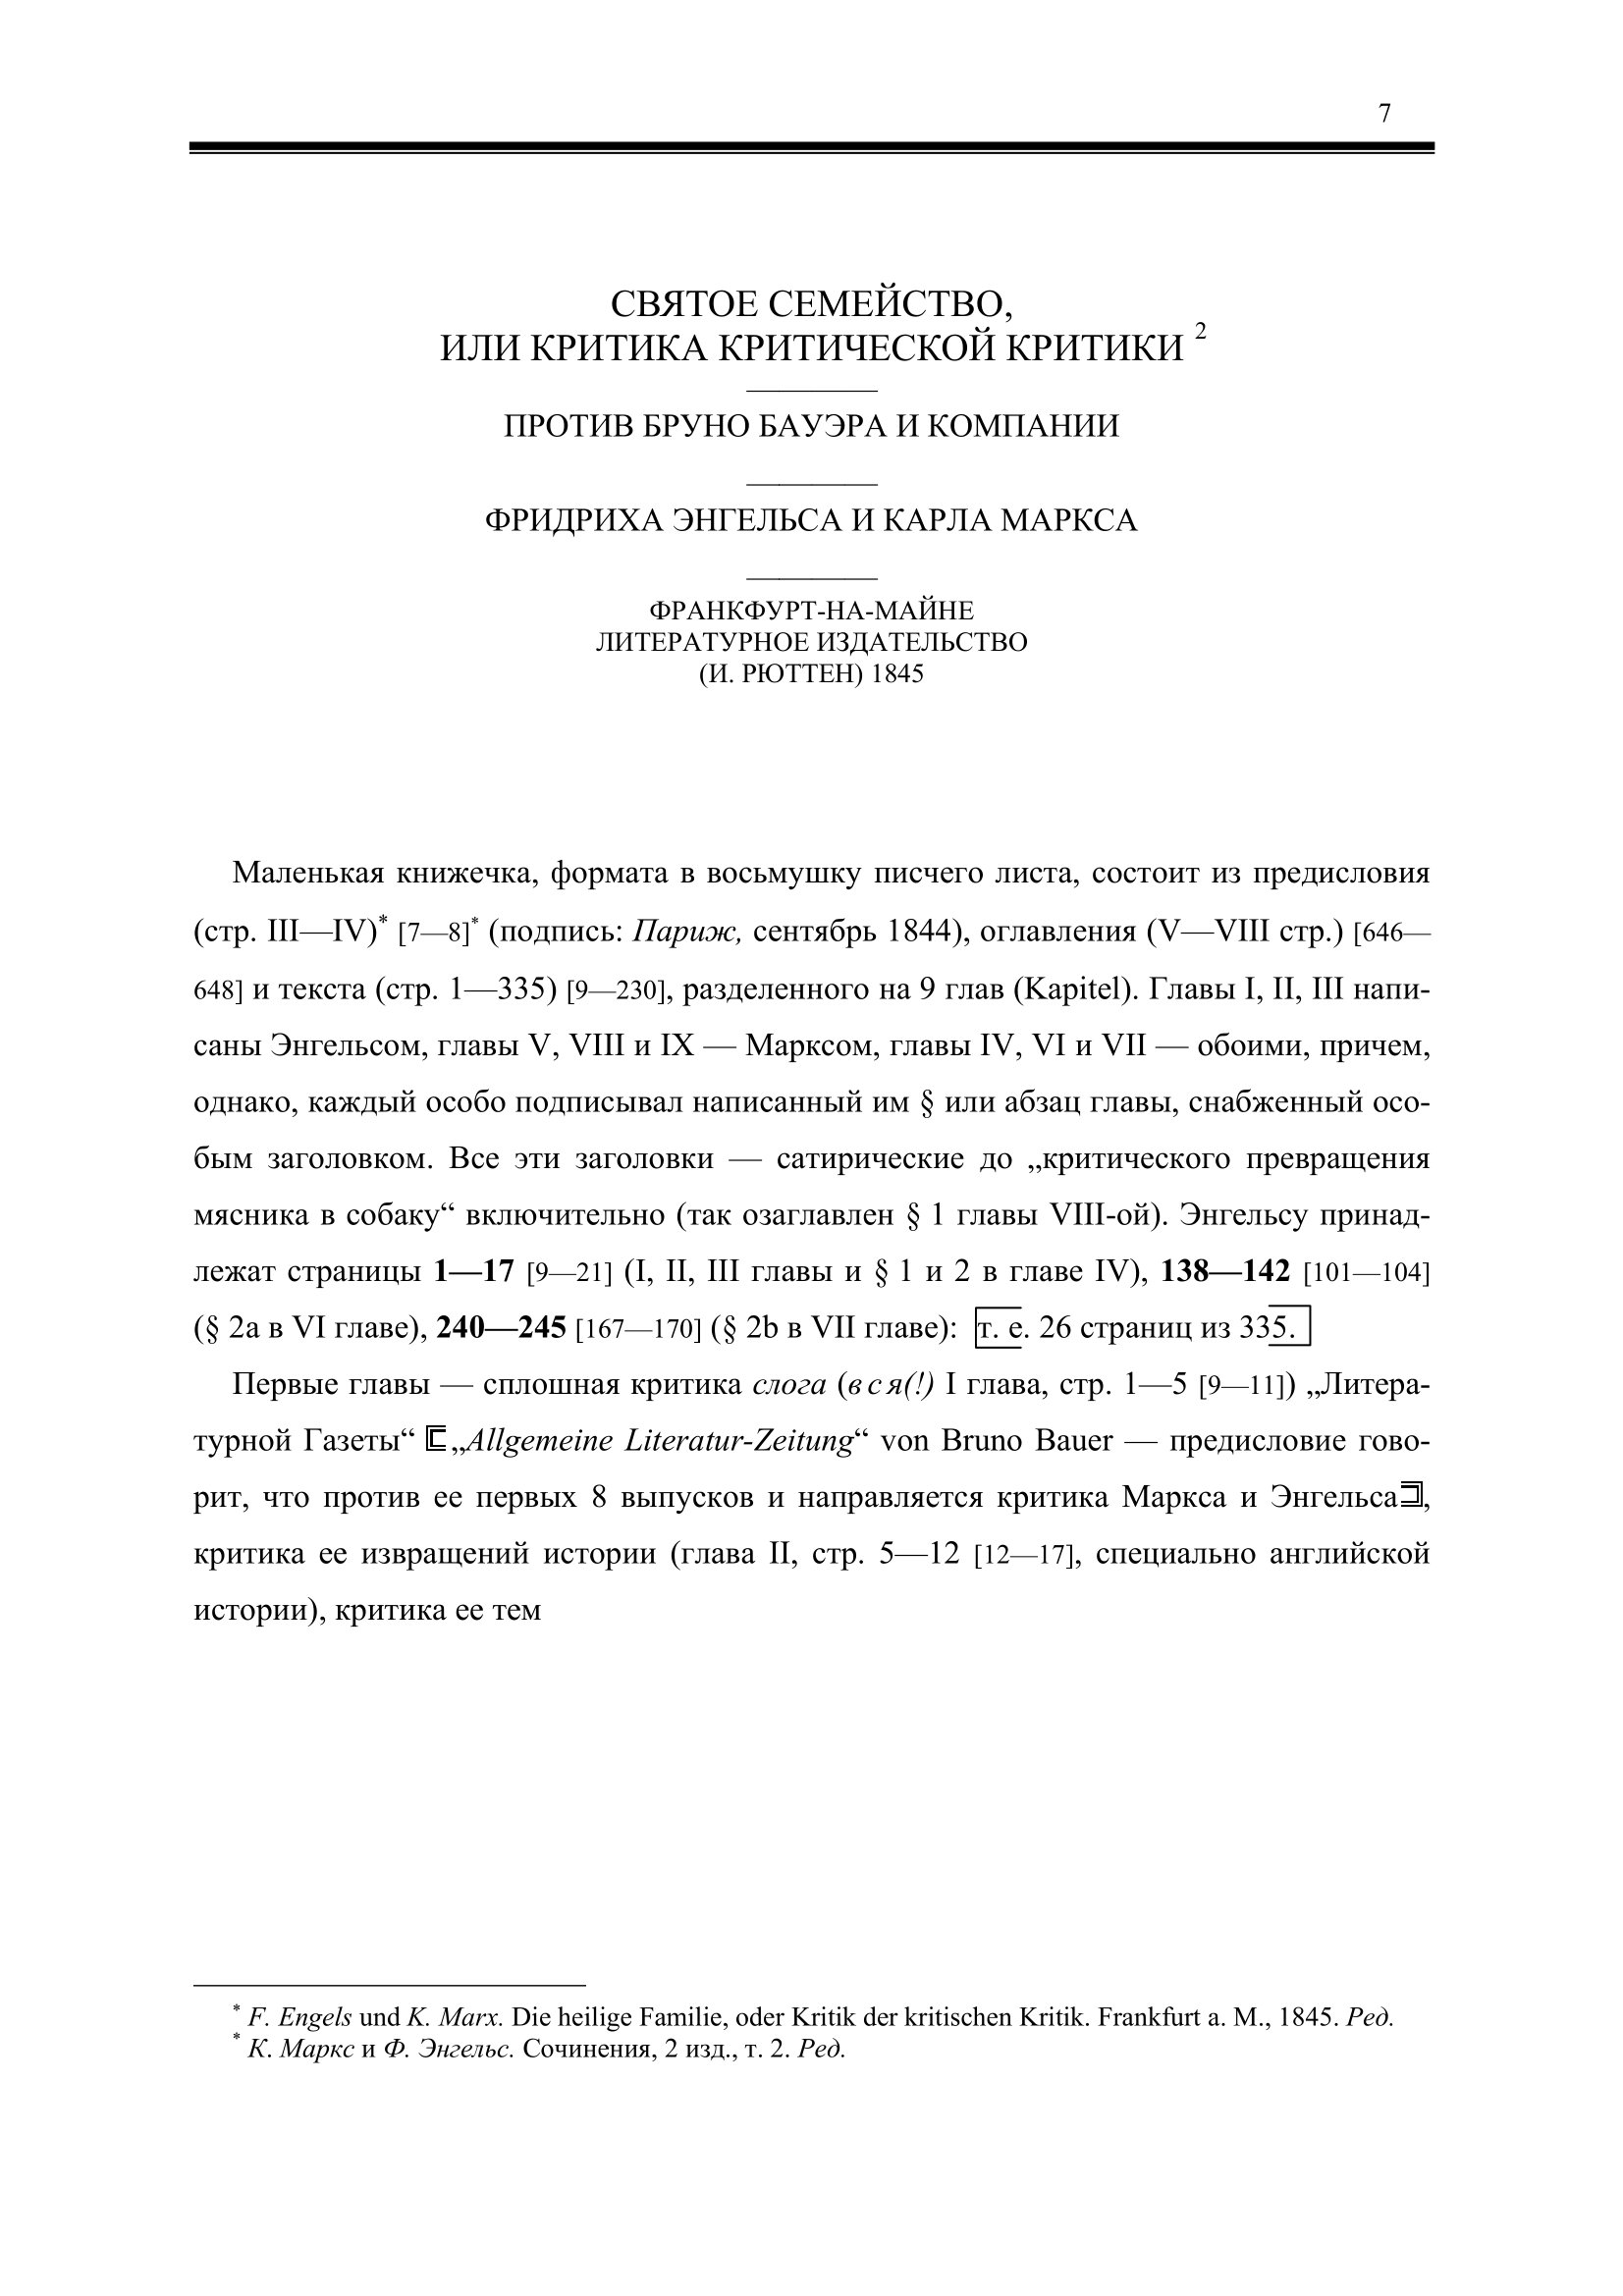 7
СВЯТОЕ СЕМЕЙСТВО,
ИЛИ КРИТИКА КРИТИЧЕСКОЙ КРИТИКИ 2
ПРОТИВ БРУНО БАУЭРА И КОМПАНИИ
ФРИДРИХА ЭНГЕЛЬСА И КАРЛА МАРКСА
ФРАНКФУРТ-НА-МАЙНЕ
ЛИТЕРАТУРНОЕ ИЗДАТЕЛЬСТВО
(И. РЮТТЕН) 1845
Маленькая книжечка, формата в восьмушку писчего листа, состоит из предисловия
(стр. III—IV)* [7—8]* (подпись: Париж, сентябрь 1844), оглавления (V—VIII стр.) [646—
648] и текста (стр. 1—335) [9—230], разделенного на 9 глав (Kapitel). Главы I, II, III напи-
саны Энгельсом, главы V, VIII и IX — Марксом, главы IV, VI и VII — обоими, причем,
однако, каждый особо подписывал написанный им § или абзац главы, снабженный осо-
бым заголовком. Все эти заголовки — сатирические до „критического превращения
мясника в собаку“ включительно (так озаглавлен § 1 главы VIII-ой). Энгельсу принад-
лежат страницы 1—17 [9—21] (I, II, III главы и § 1 и 2 в главе IV), 138—142 [101—104]
(§ 2a в VI главе), 240—245 [167—170] (§ 2b в VII главе): т. е. 26 страниц из 335.
Первые главы — сплошная критика слога (вся(!) I глава, стр. 1—5 [9—11]) „Литера-
турной Газеты“ [„Allgemeine Literatur-Zeitung“ von Bruno Bauer — предисловие гово-
рит, что против ее первых 8 выпусков и направляется критика Маркса и Энгельса],
критика ее извращений истории (глава II, стр. 5—12 [12—17], специально английской
истории), критика ее тем
* F. Engels und K. Marx. Die heilige Familie, oder Kritik der kritischen Kritik. Frankfurt a. M., 1845. Ред.
* К. Маркс и Ф. Энгельс. Сочинения, 2 изд., т. 2. Ред.